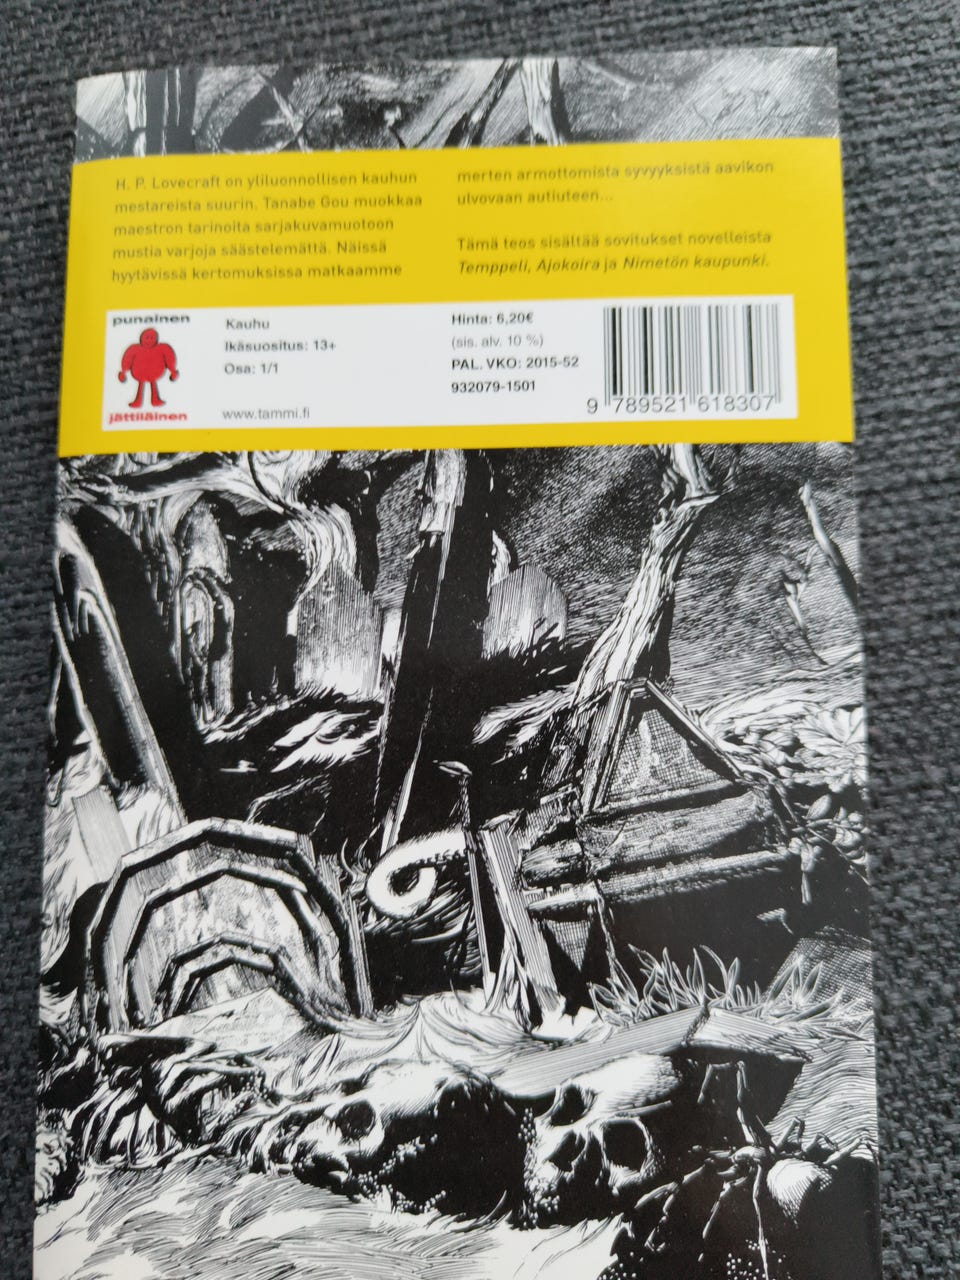 H. P. Lovecraft on yliluonnollisen kauhun
mestareista suurin. Tanabe Gou muokkaa
maestron tarinoita sarjakuvamuotoon
mustia varjoja säästelemättä. Näissä
hyytävissä kertomuksissa matkaamme
merten armottomista syvyyksistä aavikon
ulvovaan autiuteen...
Tämä teos sisältää sovitukset novelleista
Temppeli, Ajokoira ja Nimetön kaupunki.
punainen
jättiläinen
Kauhu
Ikäsuositus: 13+
Osa: 1/1
www.tammi.fi
Hinta: 6,20€
(sis. alv. 10 %)
PAL. VKO: 2015-52
932079-1501
9 789521 618307